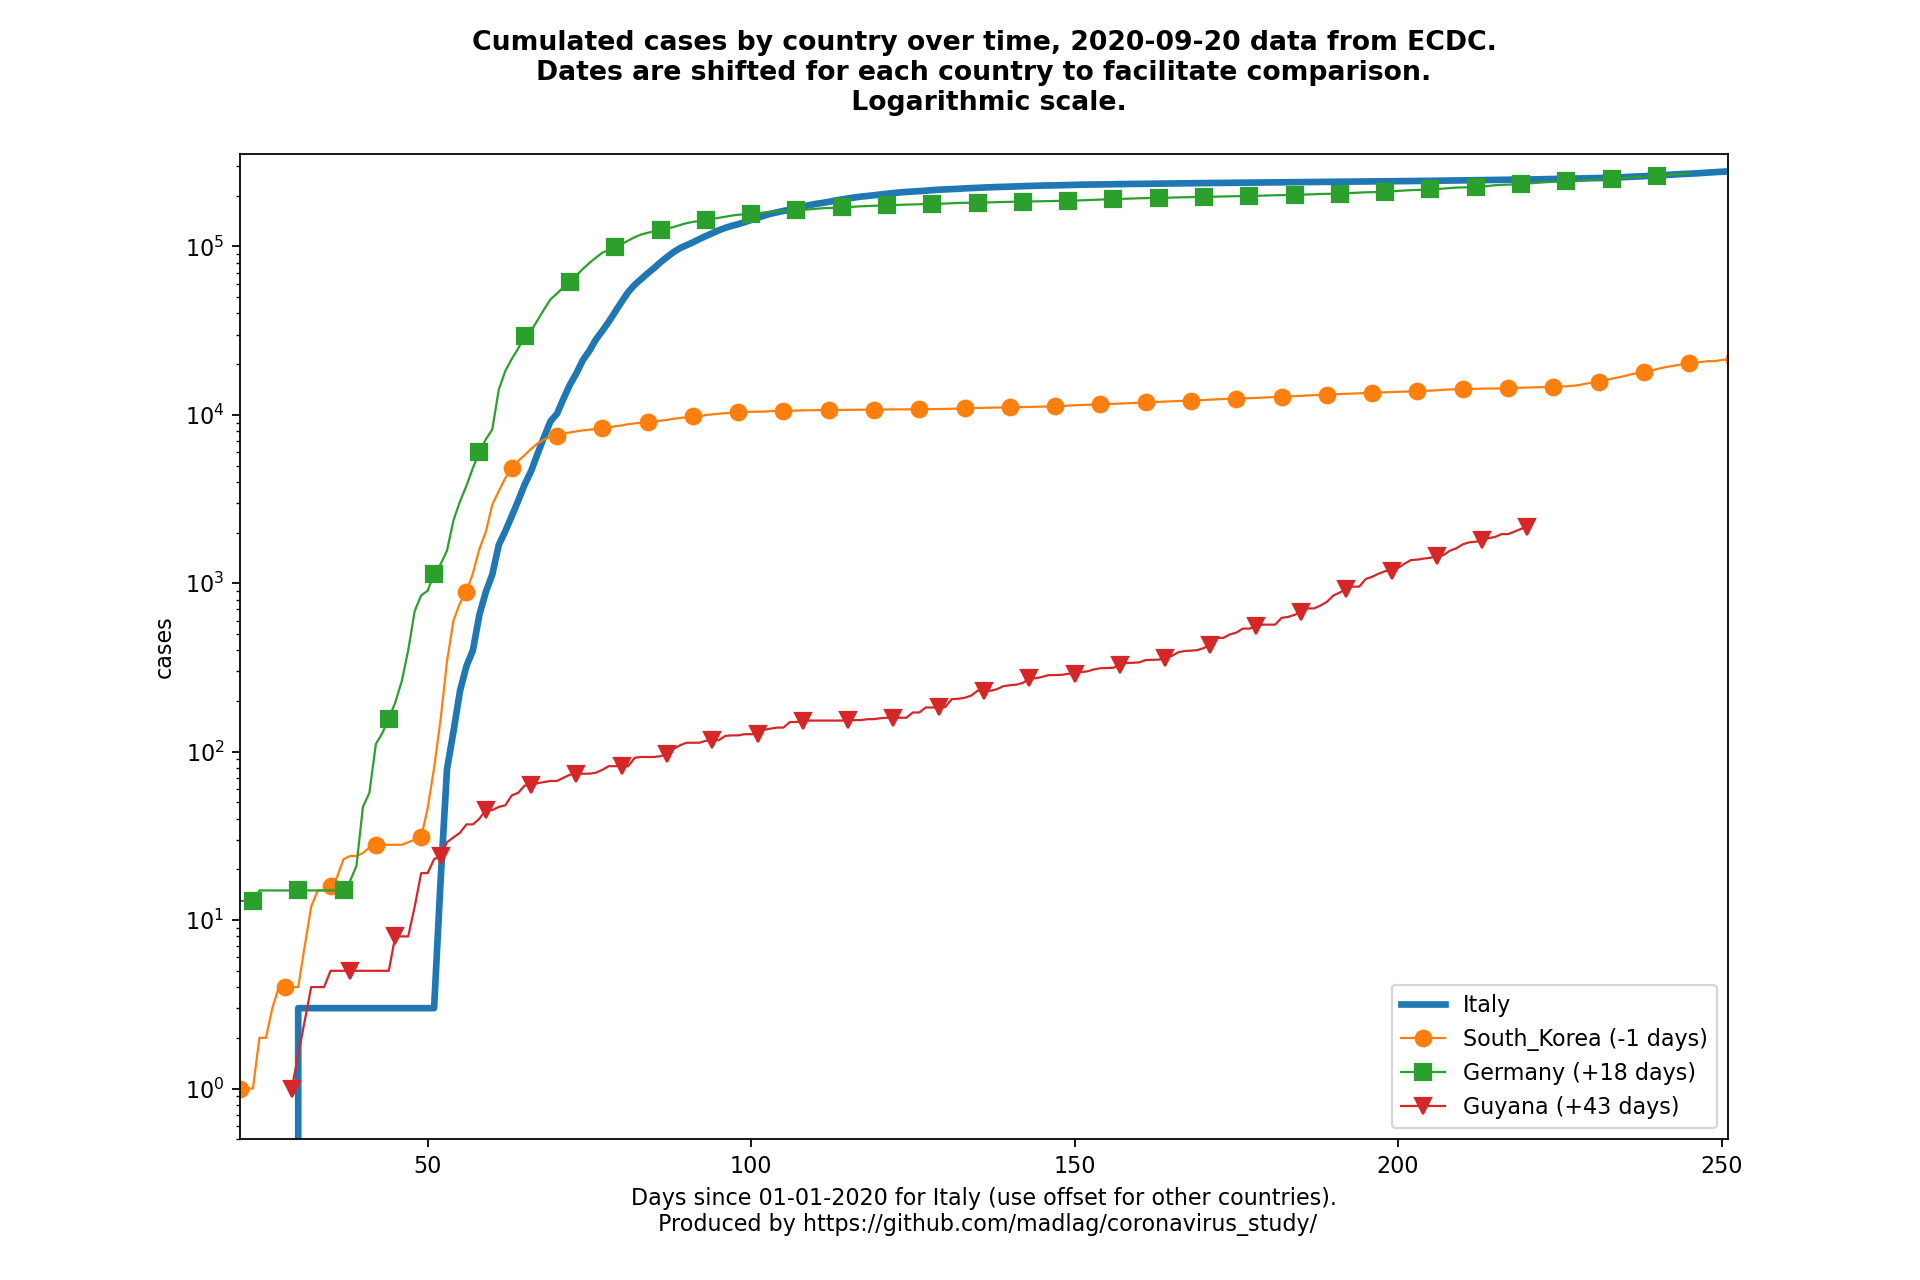 Cumulated cases by country over time, 2020-09-20 data from ECDC.
Dates are shifted for each country to facilitate comparison.
Logarithmic scale.
10^5
10^4
10^3
10^2
10^1
10^0
cases
50
100
150
200
250
Italy
South_Korea (-1 days)
Germany (+18 days)
Guyana (+43 days)
Days since 01-01-2020 for Italy (use offset for other countries).
Produced by https://github.com/madlag/coronavirus_study/